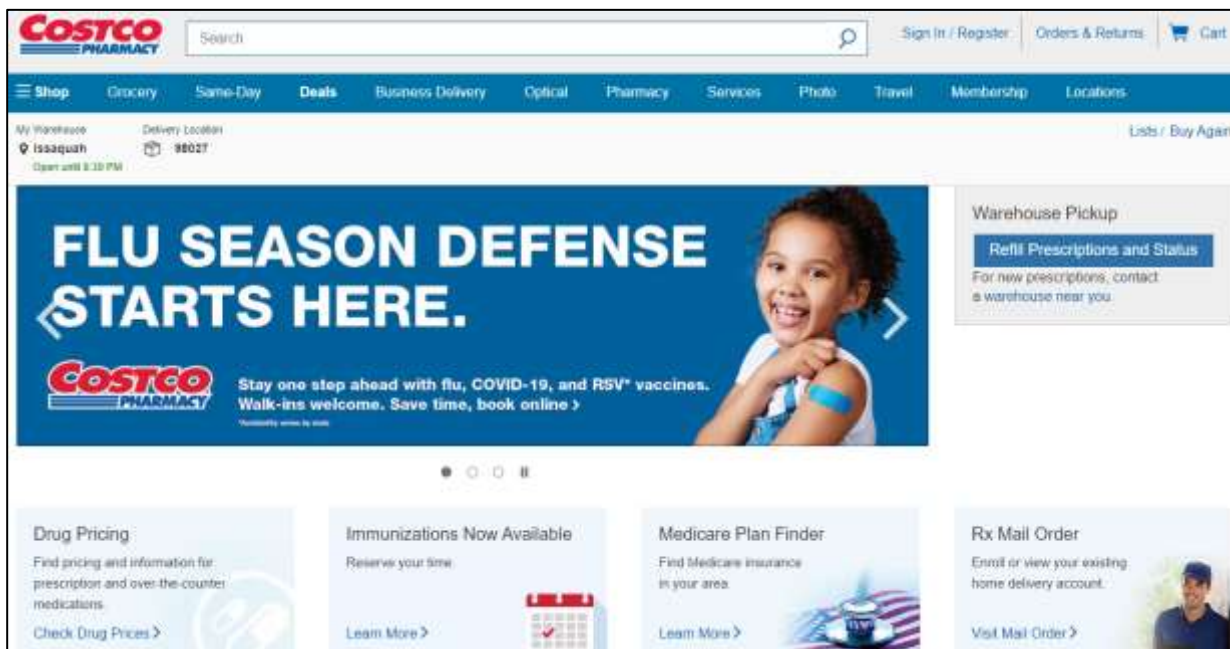 COSTCO
PHARMACY
Search
Sign In / Register
Orders & Returns
Cart
Shop
Grocery
Same-Day
Deals
Business Delivery
Optical
Pharmacy
Services
Photo
Travel
Membership
Locations
My Warehouse
Delivery Location
Issaquah
98027
Open until 8:30 PM
Lists / Buy Again
FLU SEASON DEFENSE
STARTS HERE.
COSTCO
PHARMACY
Stay one step ahead with flu, COVID-19, and RSV* vaccines.
Walk-ins welcome. Save time, book online >
Warehouse Pickup
Refill Prescriptions and Status
For new prescriptions, contact
a warehouse near you.
Drug Pricing
Find pricing and information for
prescription and over-the-counter
medications.
Check Drug Prices >
Immunizations Now Available
Reserve your time.
Learn More >
Medicare Plan Finder
Find Medicare insurance
in your area.
Learn More >
Rx Mail Order
Enroll or view your existing
home delivery account.
Visit Mail Order >